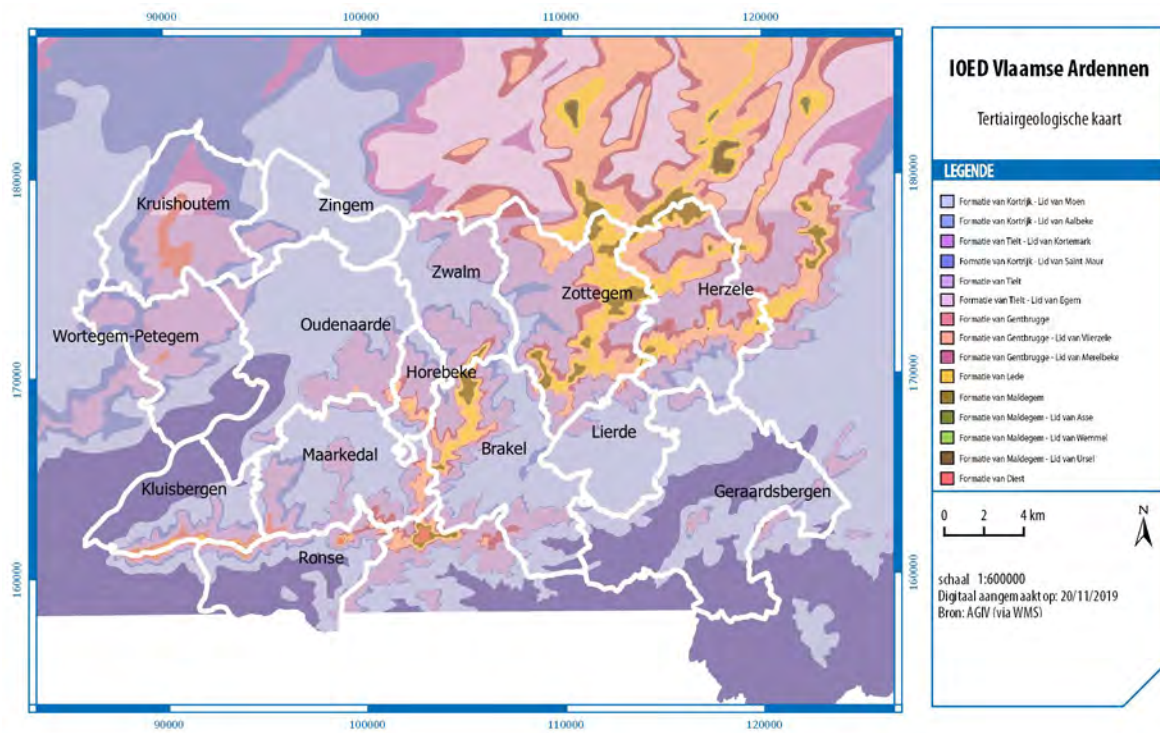 90000 100000 110000 120000
180000
170000
160000
180000
170000
160000
Kruishoutem
Zingem
Zwalm
Zottegem
Herzele
Wortegem-Petegem
Oudenaarde
Horebeke
Maarkedal
Brakel
Lierde
Kluisbergen
Geraardsbergen
Ronse
90000 100000 110000 120000
IOED Vlaamse Ardennen
Tertiairgeologische kaart
LEGENDE
Formatie van Kortrijk - Lid van Moen
Formatie van Kortrijk - Lid van Aalbeke
Formatie van Tielt - Lid van Kortemark
Formatie van Kortrijk - Lid van Saint Maur
Formatie van Tielt
Formatie van Tielt - Lid van Egem
Formatie van Gentbrugge
Formatie van Gentbrugge - Lid van Vlierzele
Formatie van Gentbrugge - Lid van Merelbeke
Formatie van Lede
Formatie van Maldegem
Formatie van Maldegem - Lid van Asse
Formatie van Maldegem - Lid van Wemmel
Formatie van Maldegem - Lid van Ursel
Formatie van Diest
0 2 4 km
N
schaal 1:600000
Digitaal aangemaakt op: 20/11/2019
Bron: AGIV (via WMS)